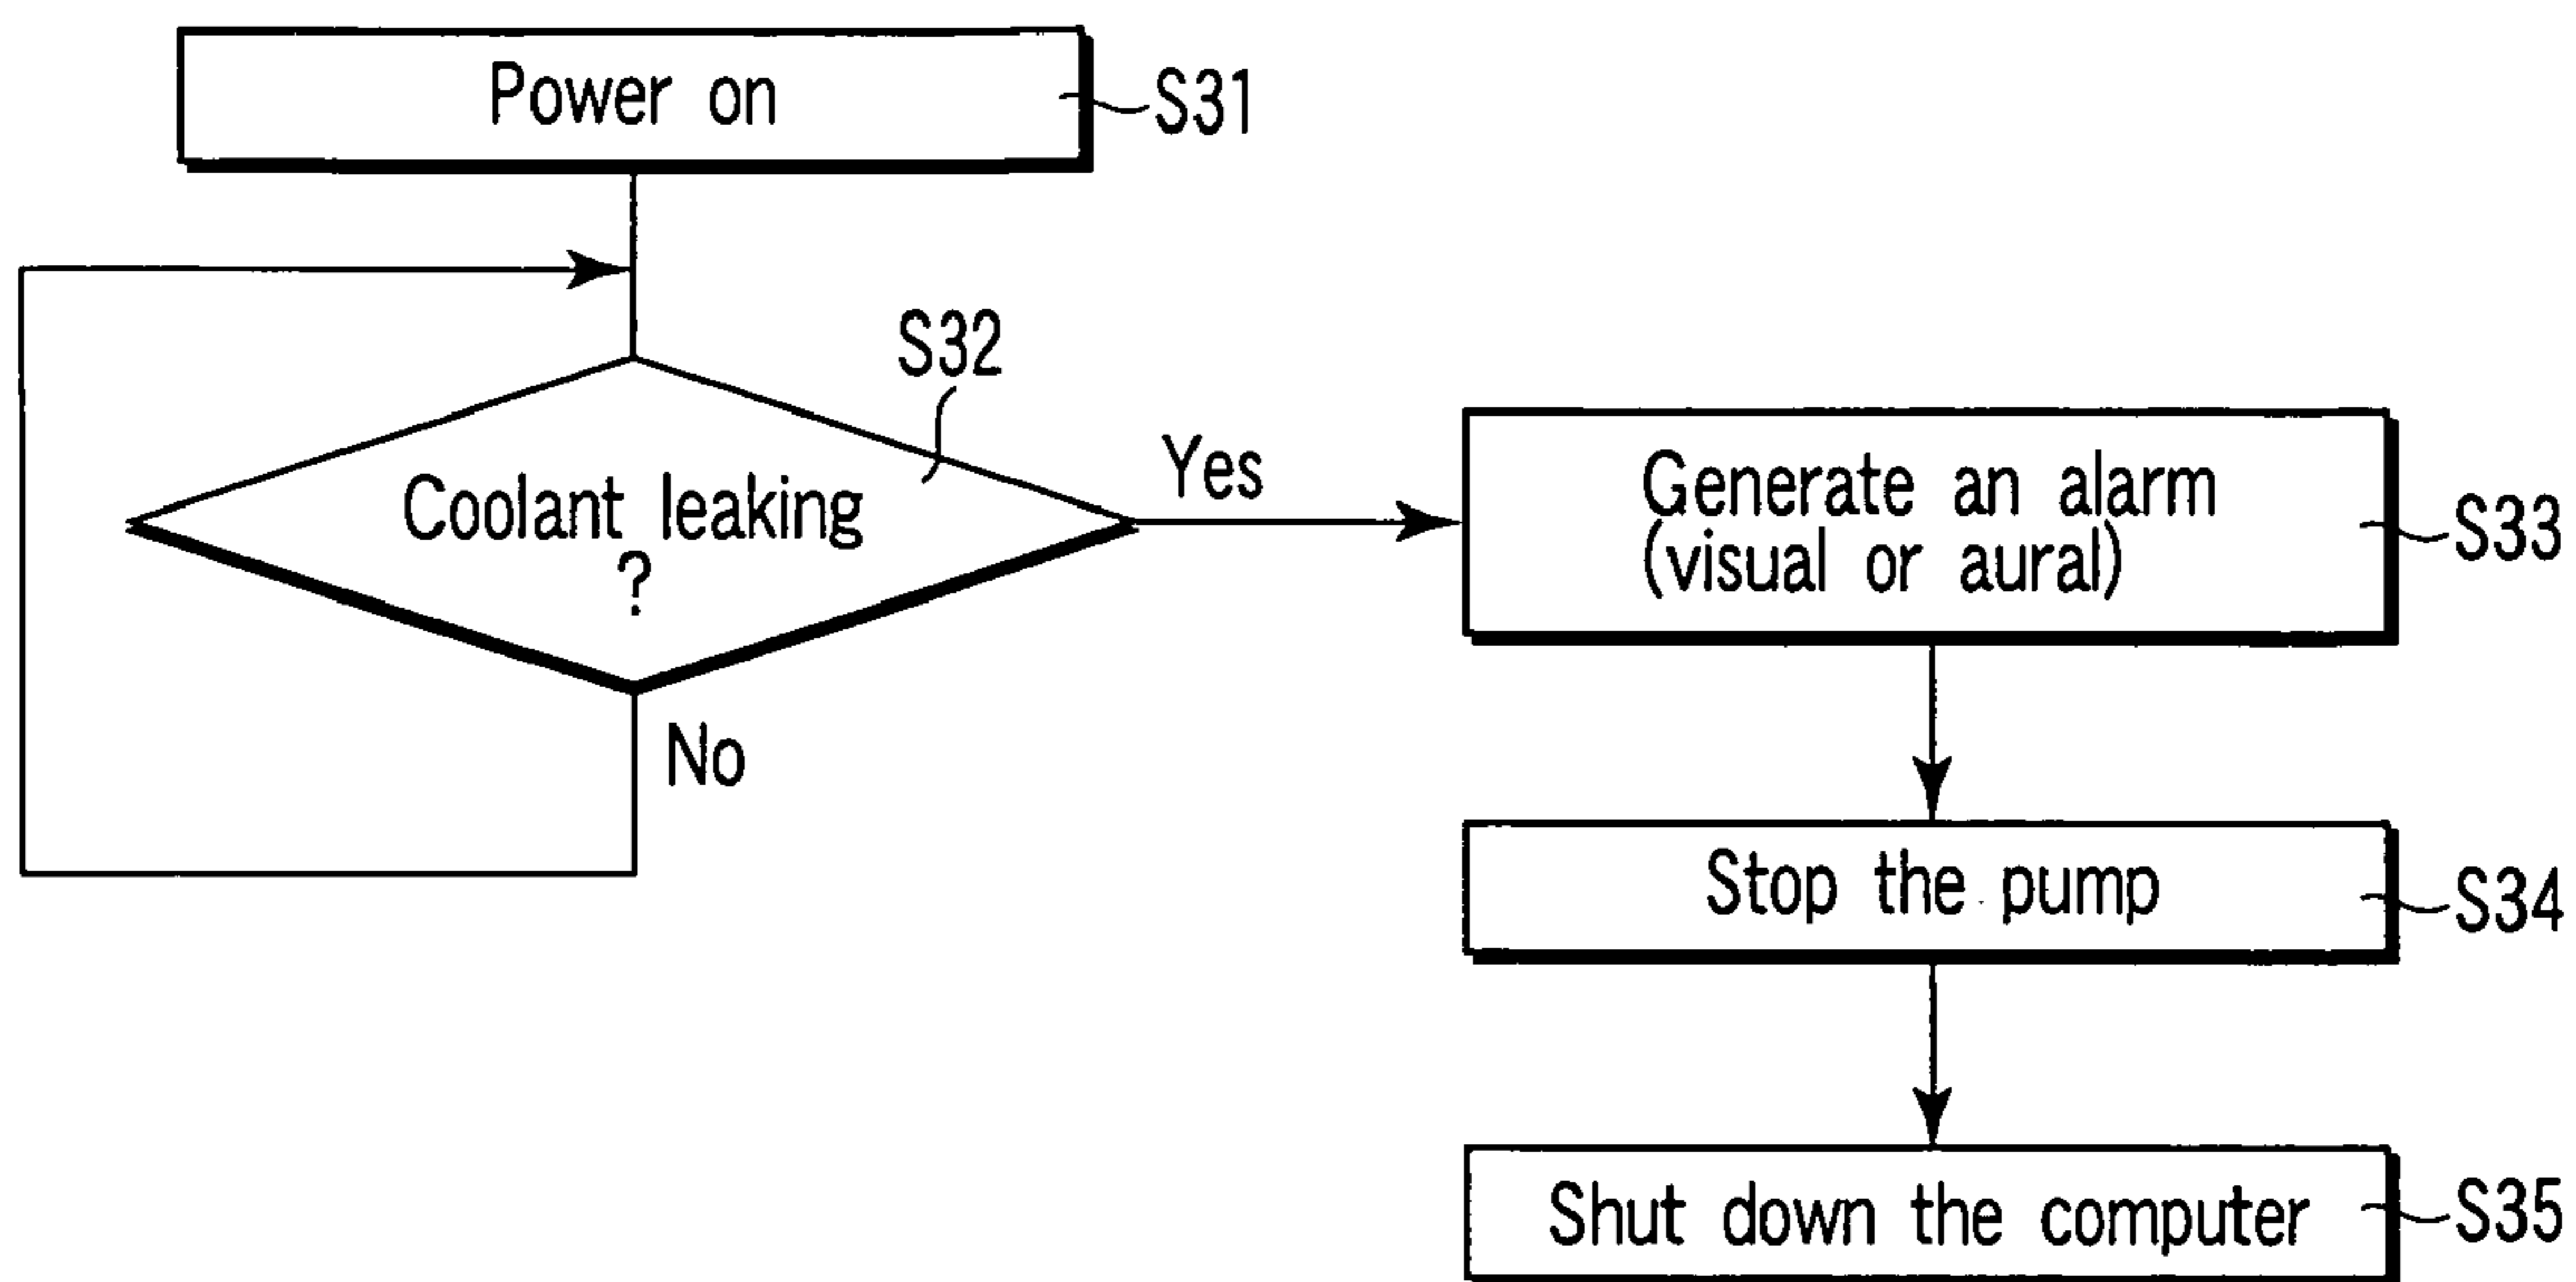 Power on
S31
S32
Coolant leaking
?
Yes
No
Generate an alarm
(visual or aural)
S33
Stop the pump
S34
Shut down the computer
S35